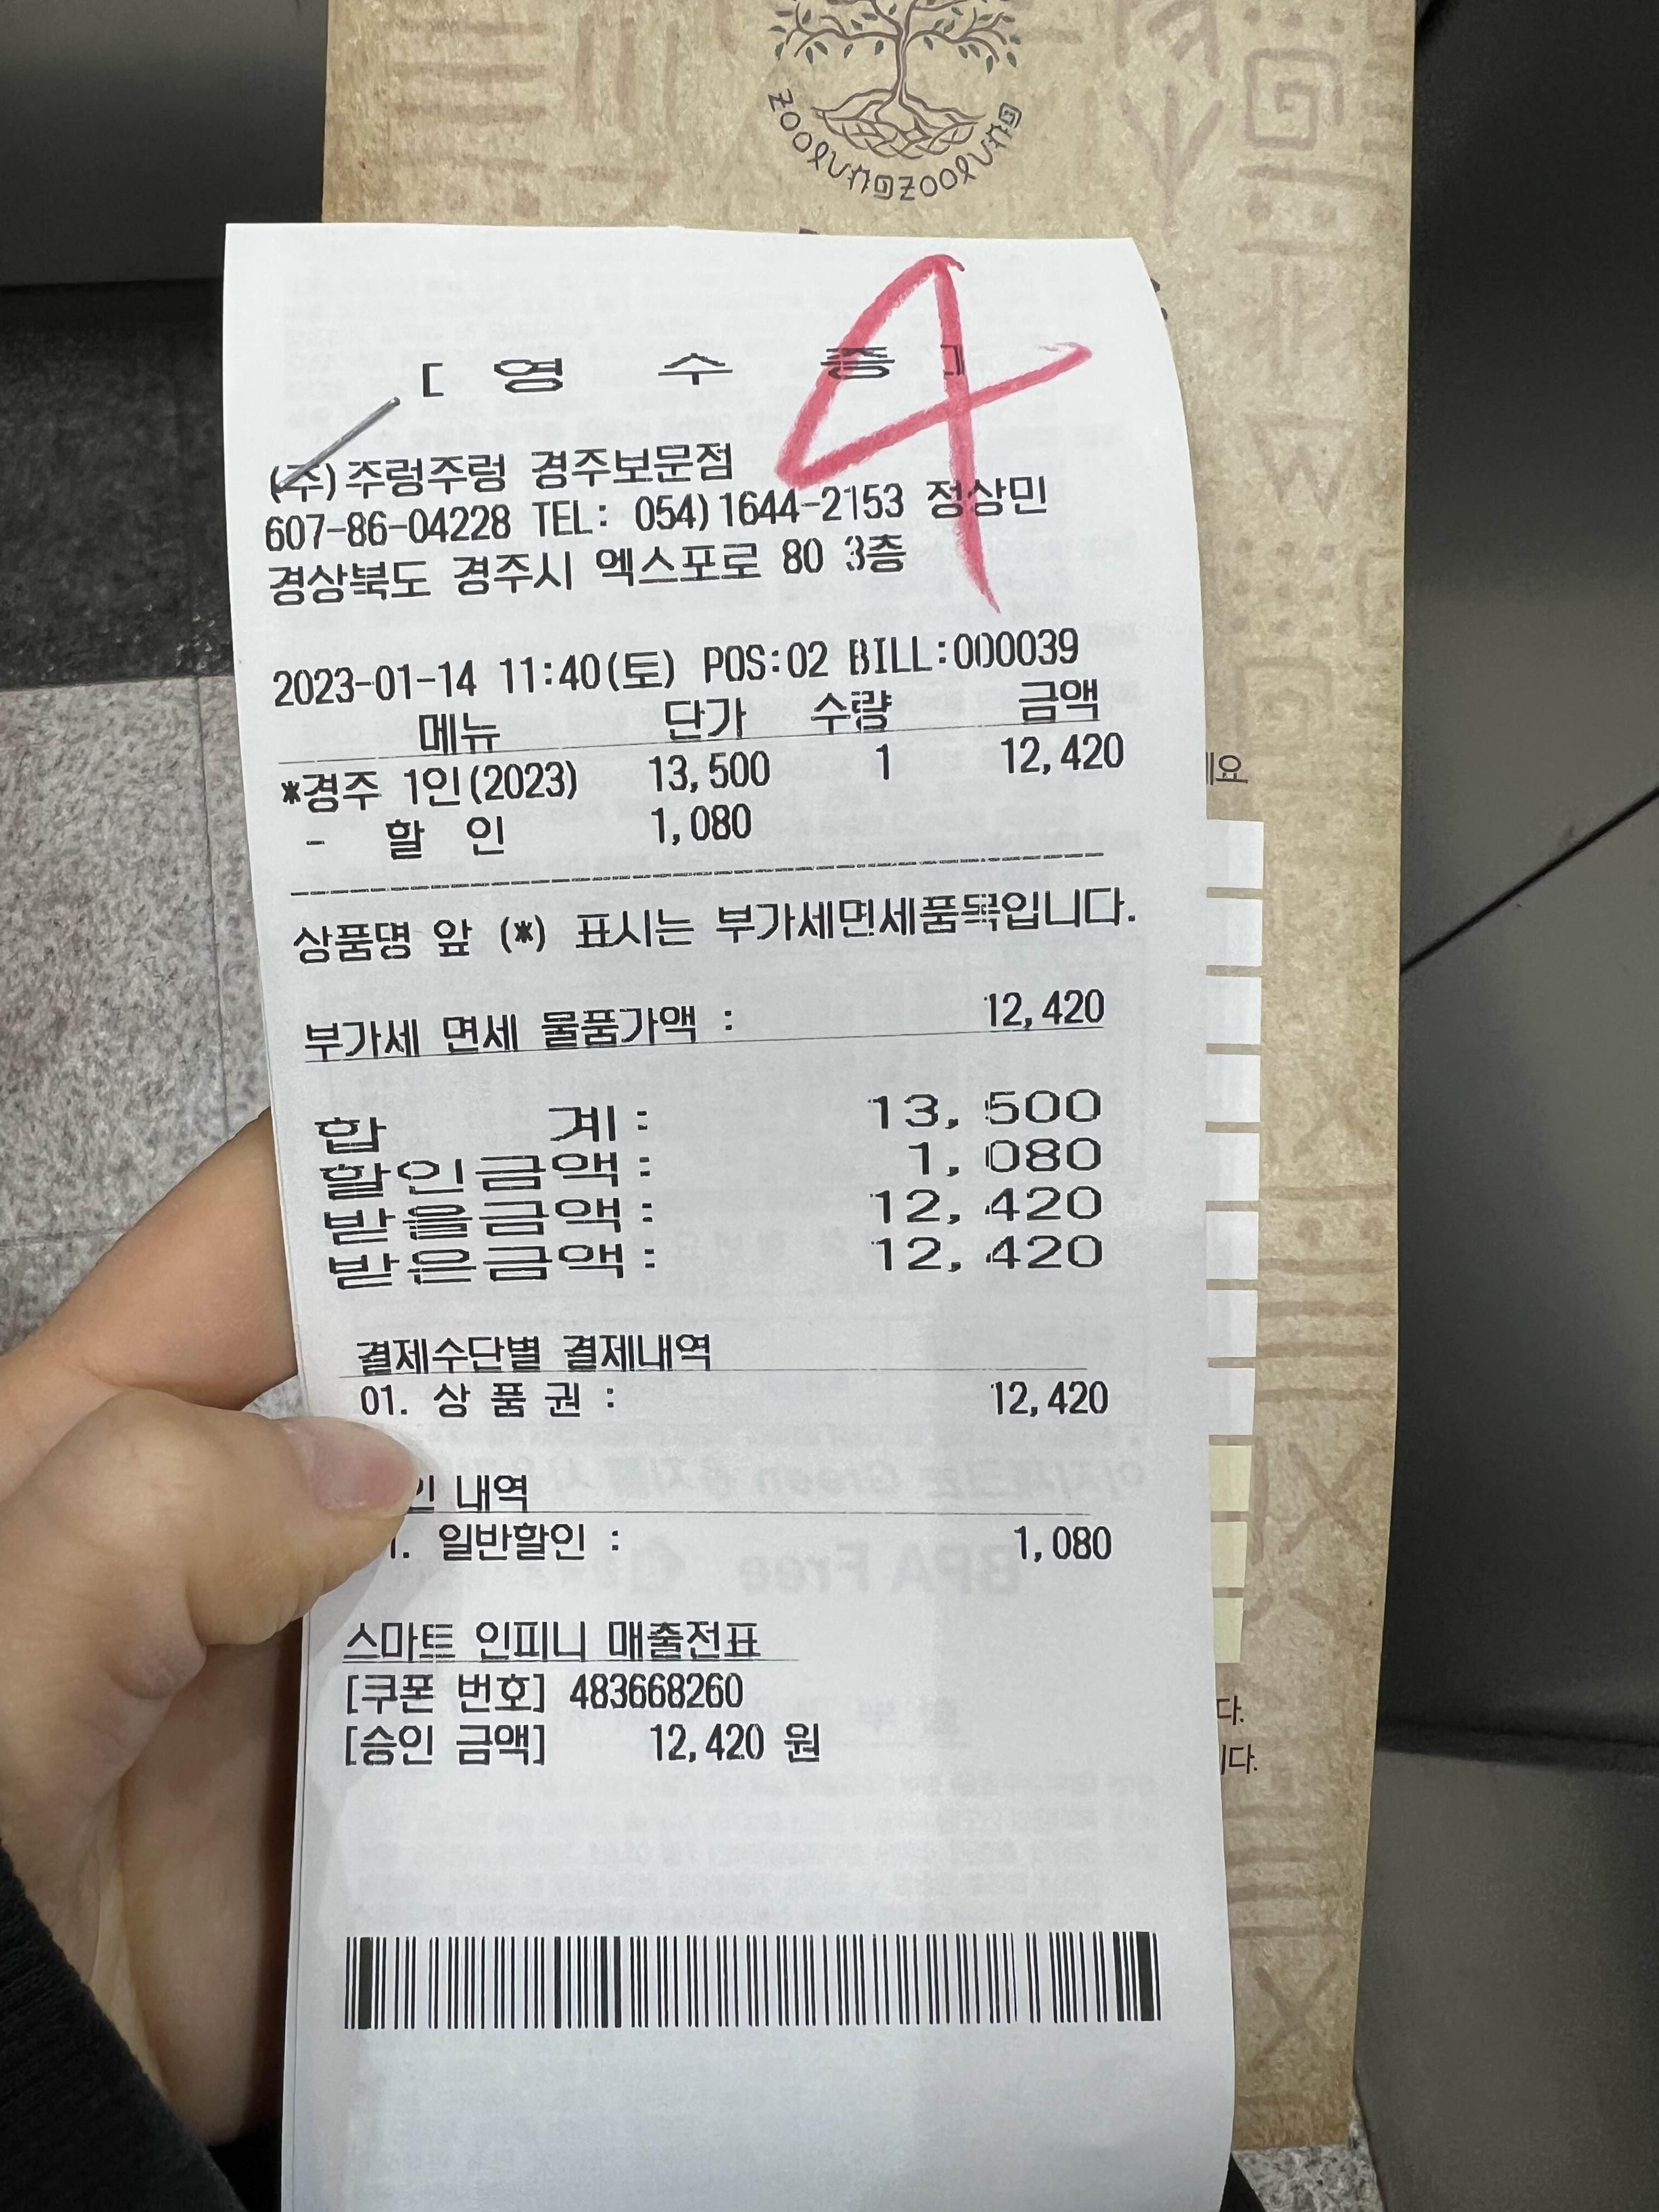 ZOOLUNGZOOLUNG
4
[ 영 수 증 ]
(주)주렁주렁 경주보문점
607-86-04228 TEL: 054)1644-2153 정상민
경상북도 경주시 엑스포로 80 3층
2023-01-14 11:40(토) POS:02 BILL:000039
메뉴 단가 수량 금액
*경주 1인(2023) 13,500 1 12,420
- 할 인 1,080
상품명 앞 (*) 표시는 부가세면세품목입니다.
부가세 면세 물품가액 : 12,420
합 계: 13,500
할인금액: 1,080
받을금액: 12,420
받은금액: 12,420
결제수단별 결제내역
01. 상 품 권 : 12,420
인 내역
1. 일반할인 : 1,080
스마트 인피니 매출전표
[쿠폰 번호] 483668260
[승인 금액] 12,420 원